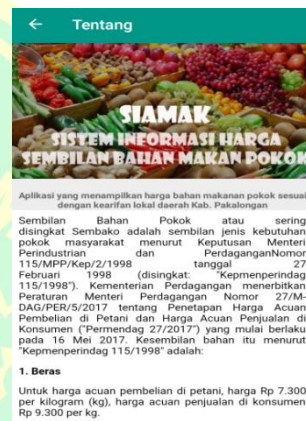 ← Tentang
SIAMAK
SISTEM INFORMASI HARGA
SEMBILAN BAHAN MAKAN POKOK
Aplikasi yang menampilkan harga bahan makanan pokok sesuai
dengan kearifan lokal daerah Kab. Pakalongan
Sembilan Bahan Pokok atau sering
disingkat Sembako adalah sembilan jenis kebutuhan
pokok masyarakat menurut Keputusan Menteri
Perindustrian dan PerdaganganNomor
115/MPP/Kep/2/1998 tanggal 27
Februari 1998 (disingkat: "Kepmenperindag
115/1998"). Kementerian Perdagangan menerbitkan
Peraturan Menteri Perdagangan Nomor 27/M-
DAG/PER/5/2017 tentang Penetapan Harga Acuan
Pembelian di Petani dan Harga Acuan Penjualan di
Konsumen ("Permendag 27/2017") yang mulai berlaku
pada 16 Mei 2017. Kesembilan bahan itu menurut
"Kepmenperindag 115/1998" adalah:
1. Beras
Untuk harga acuan pembelian di petani, harga Rp 7.300
per kilogram (kg), harga acuan penjualan di konsumen
Rp 9.300 per kg.